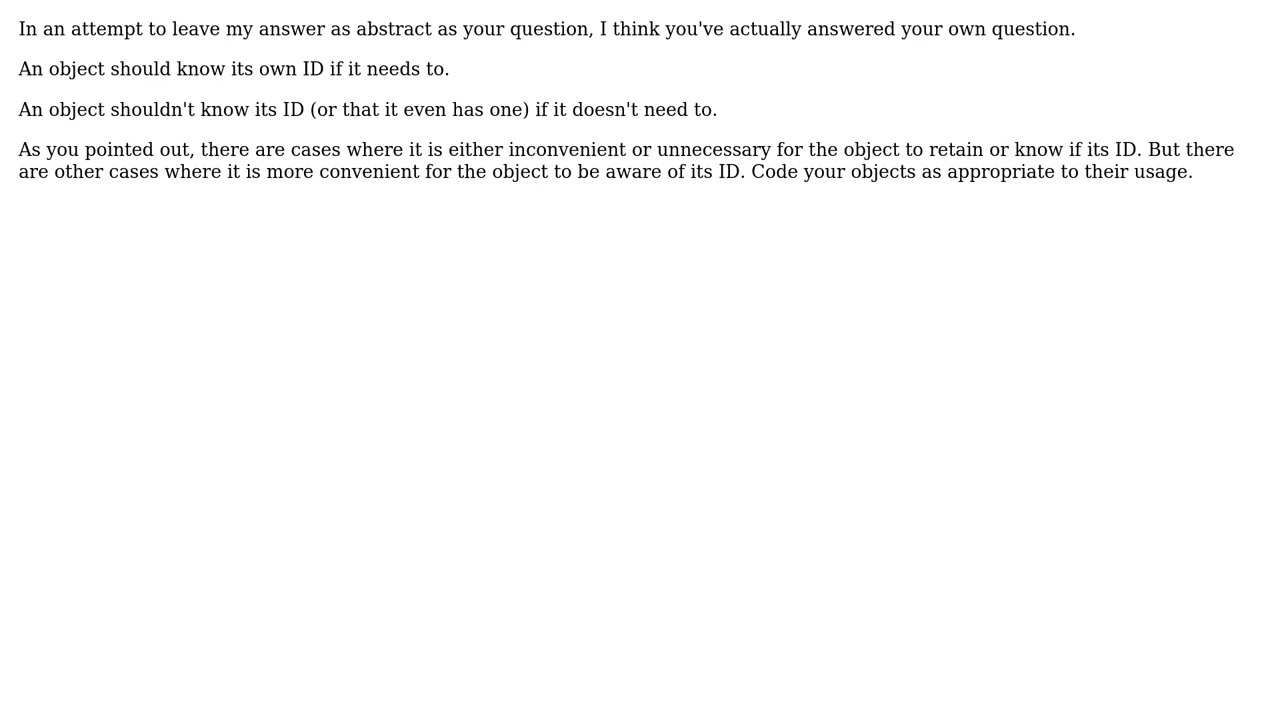 In an attempt to leave my answer as abstract as your question, I think you've actually answered your own question.
An object should know its own ID if it needs to.
An object shouldn't know its ID (or that it even has one) if it doesn't need to.
As you pointed out, there are cases where it is either inconvenient or unnecessary for the object to retain or know if its ID. But there
are other cases where it is more convenient for the object to be aware of its ID. Code your objects as appropriate to their usage.